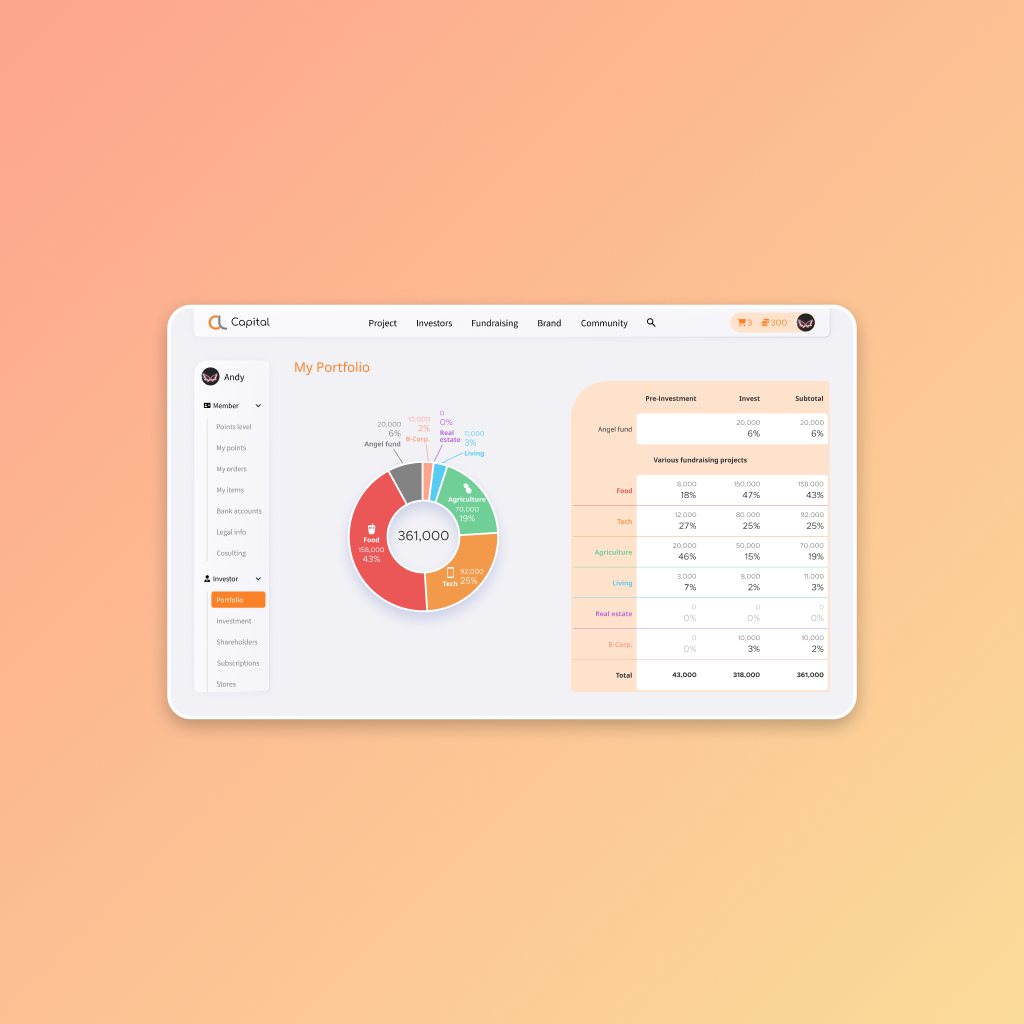 CL Capital
Project
Investors
Fundraising
Brand
Community
3
300
Andy
Member
Points level
My points
My orders
My items
Bank accounts
Legal info
Cosulting
Investor
Portfolio
Investment
Shareholders
Subscriptions
Stores
My Portfolio
20,000
6%
Angel fund
10,000
2%
B-Corp.
0
0%
Real
estate
11,000
3%
Living
Agriculture
70,000
19%
361,000
Food
158,000
43%
92,000
Tech 25%
Pre-investment Invest Subtotal
20,000 20,000
Angel fund 6% 6%
Various fundraising projects
8,000 150,000 158,000
Food 18% 47% 43%
12,000 80,000 92,000
Tech 27% 25% 25%
20,000 50,000 70,000
Agriculture 46% 15% 19%
3,000 8,000 11,000
Living 7% 2% 3%
0 0 0
Real estate 0% 0% 0%
0 10,000 10,000
B-Corp. 0% 3% 2%
Total 43,000 318,000 361,000